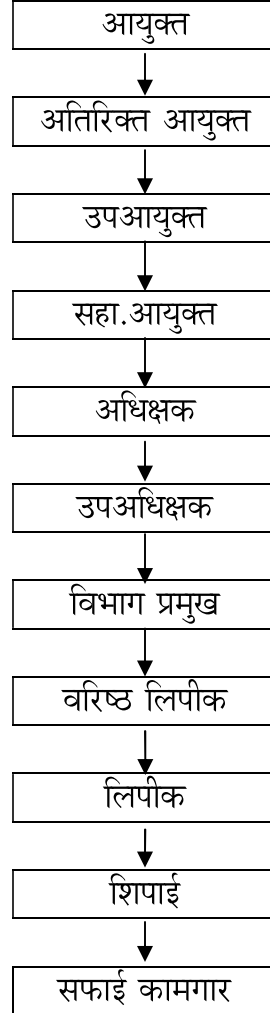 आयुक्त
अतिरिक्त आयुक्त
उपआयुक्त
सहा.आयुक्त
अधिक्षक
उपअधिक्षक
विभाग प्रमुख
वरिष्ठ लिपीक
लिपीक
शिपाई
सफाई कामगार